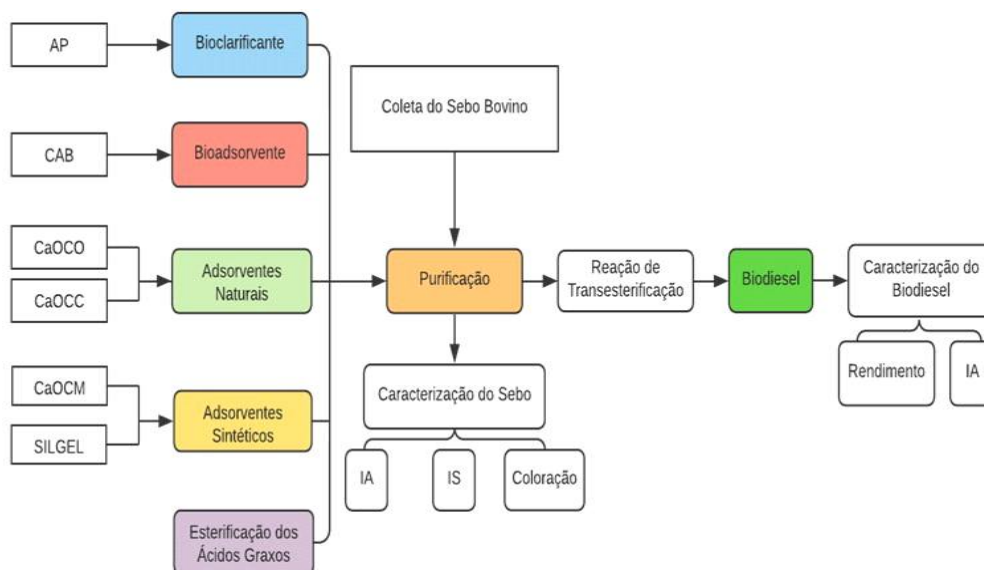 AP
Bioclarificante
CAB
Bioadsorvente
CaOCO
CaOCC
Adsorventes
Naturais
CaOCM
SILGEL
Adsorventes
Sintéticos
Esterificação dos
Ácidos Graxos
Coleta do Sebo Bovino
Purificação
Caracterização do Sebo
IA
IS
Coloração
Reação de
Transesterificação
Biodiesel
Caracterização do
Biodiesel
Rendimento
IA